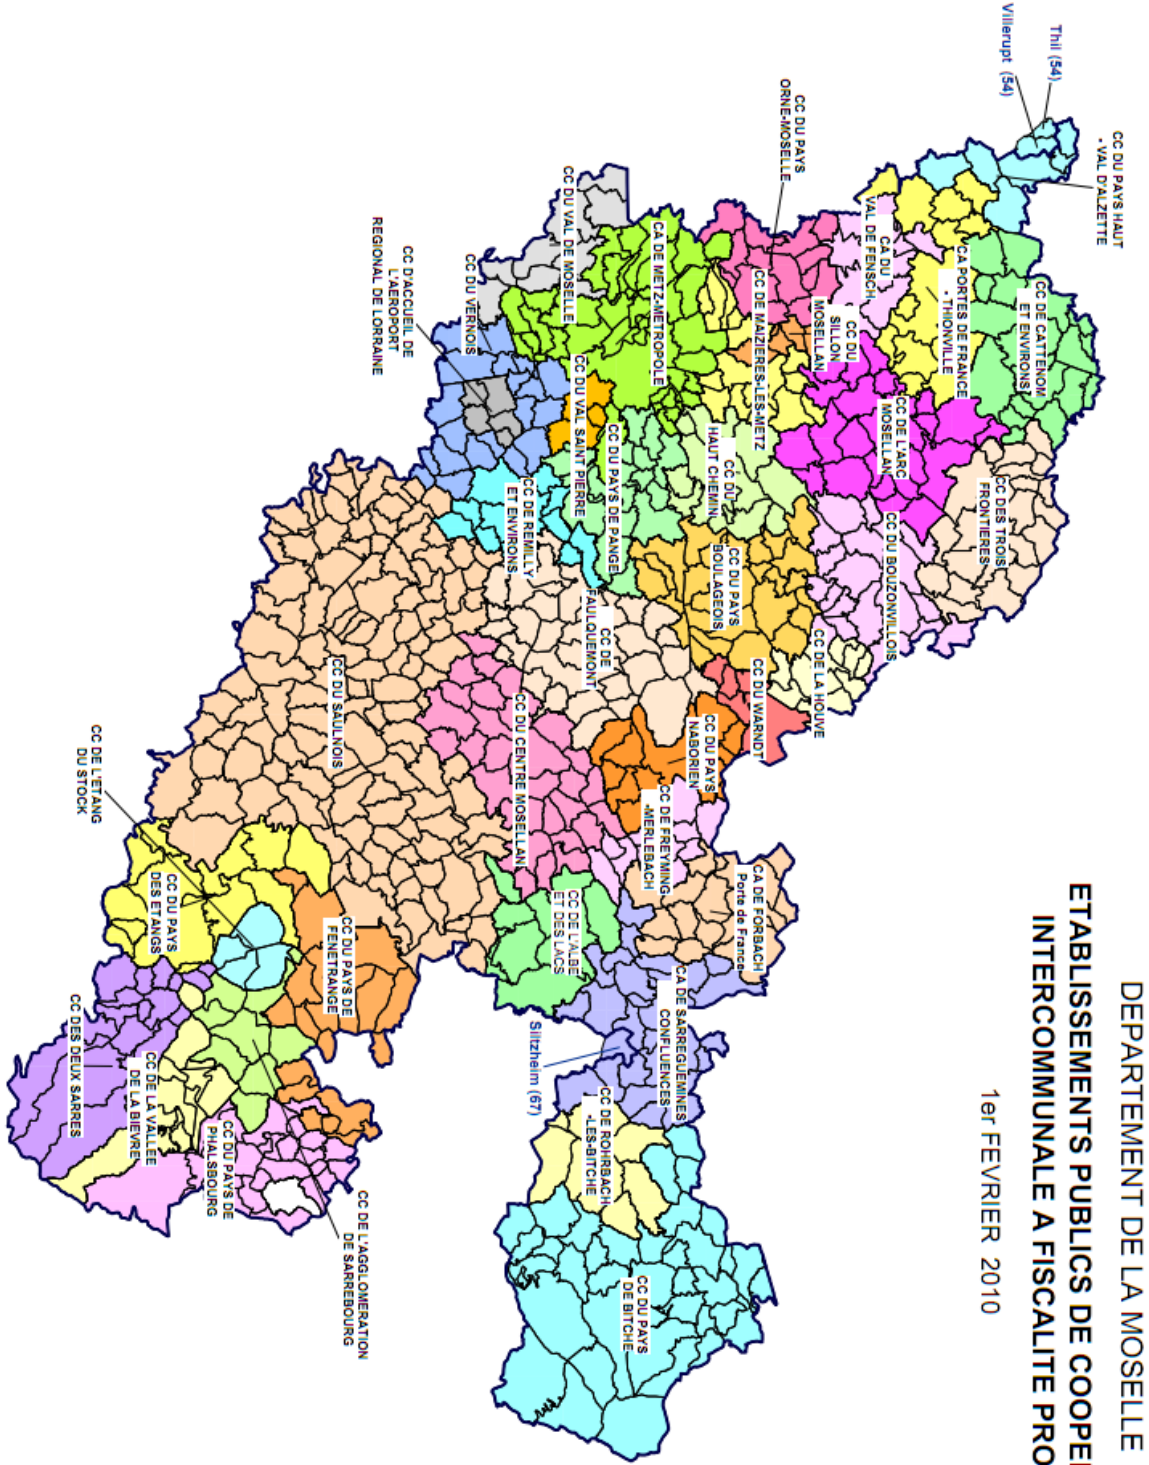 DEPARTEMENT DE LA MOSELLE
ETABLISSEMENTS PUBLICS DE COOPE
INTERCOMMUNALE A FISCALITE PRO
1er FEVRIER 2010
Thil (54)
Villerupt (54)
CC DU PAYS HAUT
- VAL D'ALZETTE
CC DE CATTENOM
ET ENVIRONS
CA PORTES DE FRANCE
- THIONVILLE
CA DU
VAL DE FENSCH
CC DES TROIS
FRONTIERES
CC DE L'ARC
MOSELLAN
CC DU BOUZONVILLOIS
CC DU PAYS
ORNE-MOSELLE
CC DU
SILLON
MOSELLAN
CC DE MAIZIERES-LES-METZ
CC DE LA HOUVE
CC DU WARNDT
CC DU
HAUT CHEMIN
CC DU PAYS
BOULAGEOIS
CA DE METZ-METROPOLE
CC DU PAYS DE PANGE
CC DU VAL SAINT PIERRE
CC DU VAL DE MOSELLE
CC DU VERNOIS
CC D'ACCUEIL DE
L'AEROPORT
REGIONAL DE LORRAINE
CC DE REMILLY
ET ENVIRONS
CC DE
FAULQUEMONT
CC DU PAYS
NABORIEN
CC DE FREYMING
-MERLEBACH
CA DE FORBACH
Porte de France
CC DU CENTRE MOSELLAN
CC DE L'ALBE
ET DES LACS
CA DE SARREGUEMINES
CONFLUENCES
Siltzheim (67)
CC DE ROHRBACH
-LES-BITCHE
CC DU PAYS
DE BITCHE
CC DU SAULNOIS
CC DE L'ETANG
DU STOCK
CC DU PAYS
DES ETANGS
CC DU PAYS DE
FENETRANGE
CC DES DEUX SARRES
CC DE LA VALLEE
DE LA BIEVRE
CC DU PAYS DE
PHALSBOURG
CC DE L'AGGLOMERATION
DE SARREBOURG